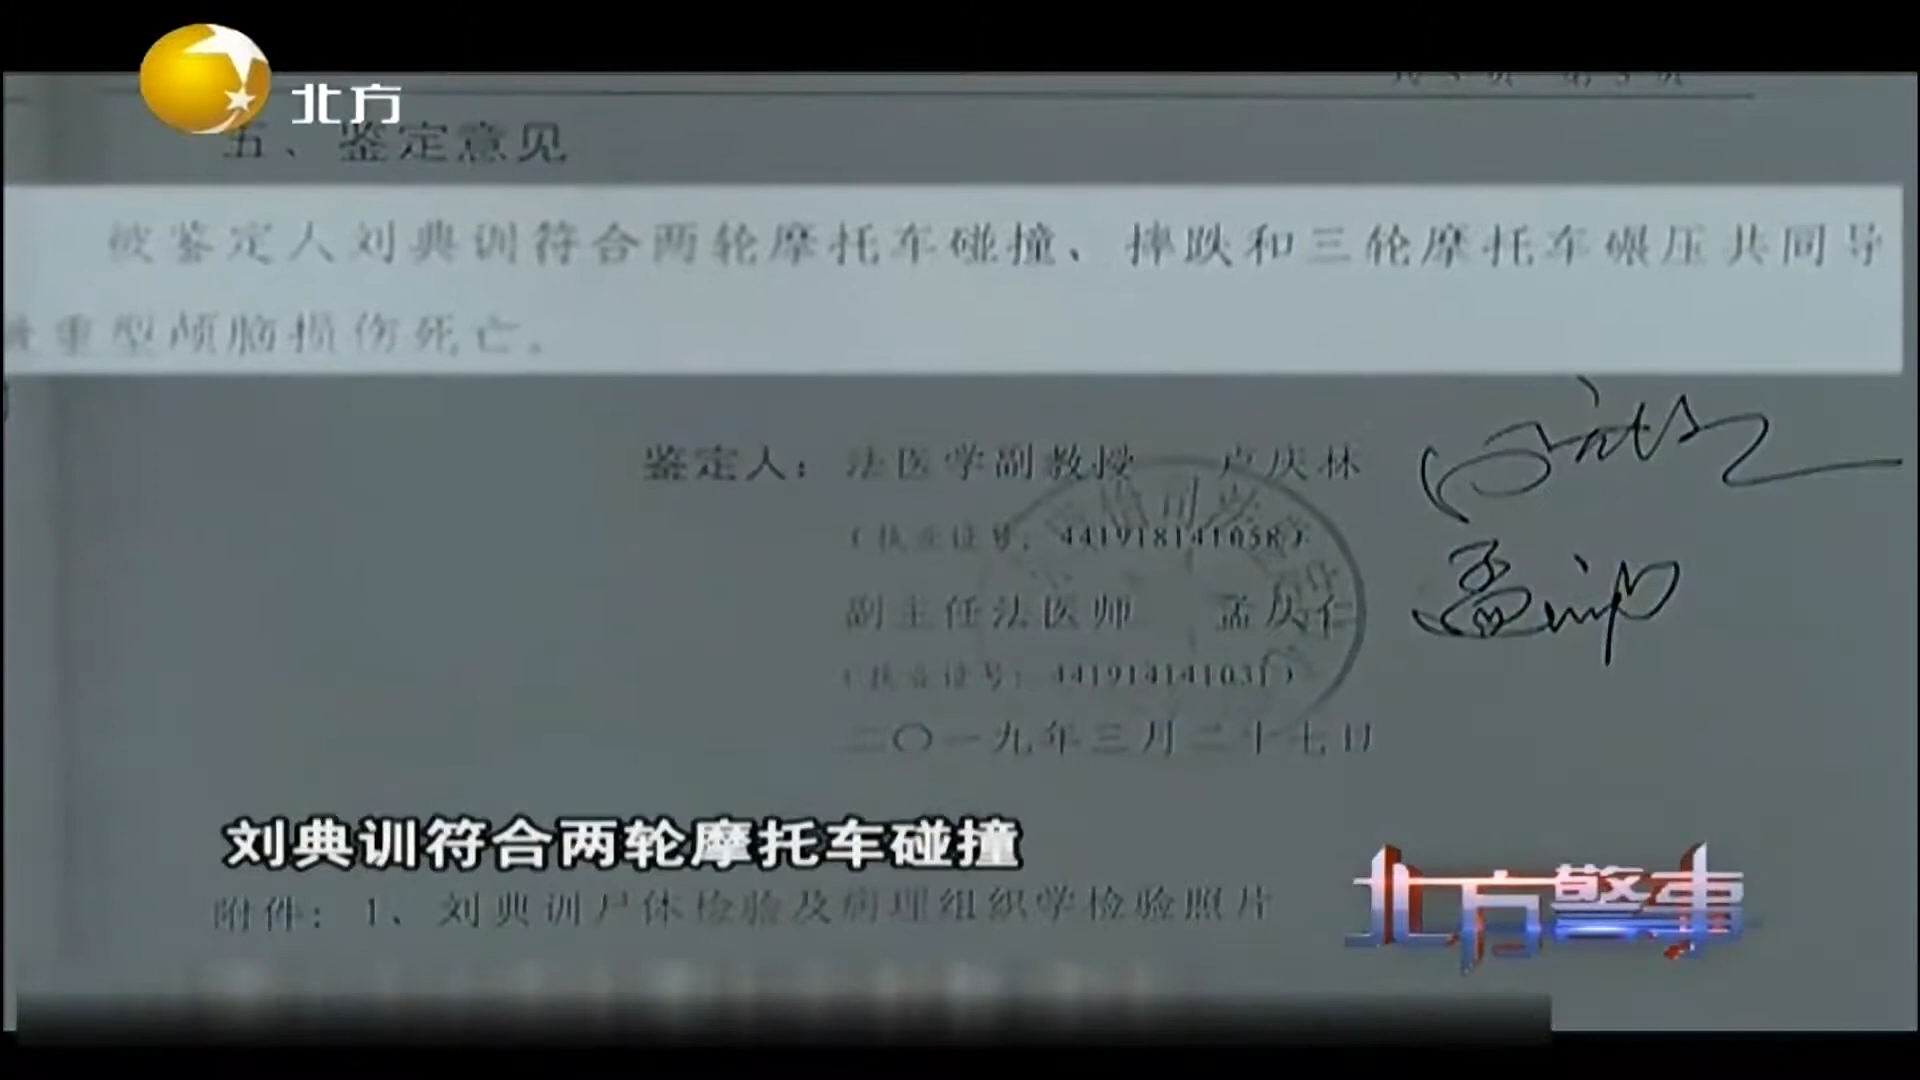 北方
共5页 第5页
五、鉴定意见
被鉴定人刘典训符合两轮摩托车碰撞、摔跌和三轮摩托车碾压共同导
致重型颅脑损伤死亡。
鉴定人：法医学副教授 卢庆林
（执业证号：441918141058）
副主任法医师 孟庆仁
（执业证号：441914141031）
二〇一九年三月二十七日
刘典训符合两轮摩托车碰撞
附件：1、刘典训尸体检验及病理组织学检验照片
北方警事